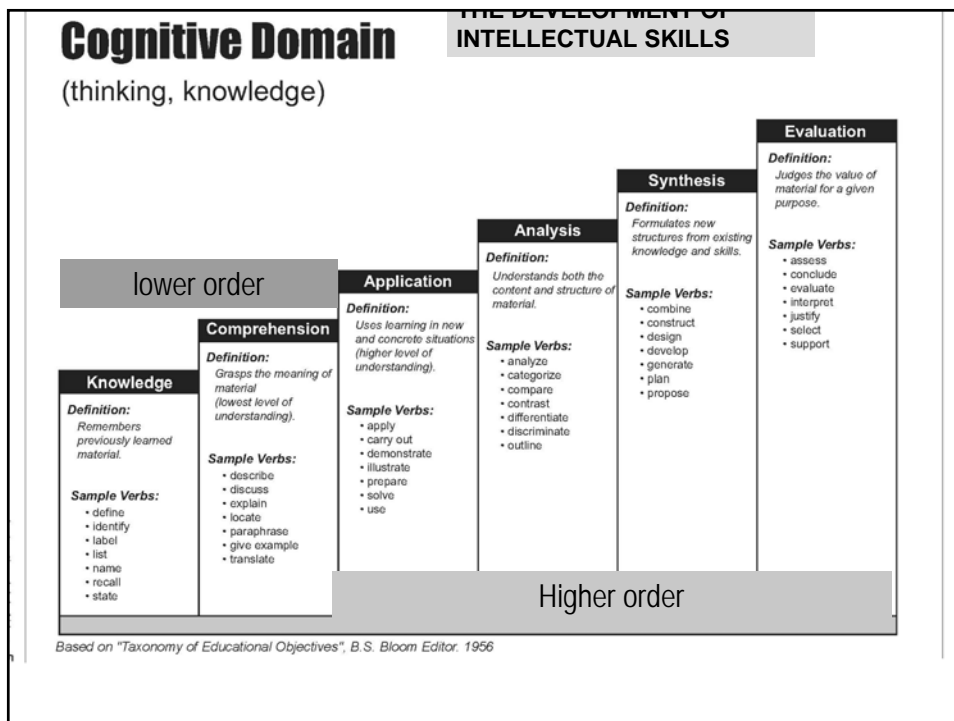 Cognitive Domain
(thinking, knowledge)
THE DEVELOPMENT OF
INTELLECTUAL SKILLS
lower order
Knowledge
Definition:
Remembers
previously learned
material.
Sample Verbs:
• define
• identify
• label
• list
• name
• recall
• state
Comprehension
Definition:
Grasps the meaning of
material
(lowest level of
understanding).
Sample Verbs:
• describe
• discuss
• explain
• locate
• paraphrase
• give example
• translate
Application
Definition:
Uses learning in new
and concrete situations
(higher level of
understanding).
Sample Verbs:
• apply
• carry out
• demonstrate
• illustrate
• prepare
• solve
• use
Analysis
Definition:
Understands both the
content and structure of
material.
Sample Verbs:
• analyze
• categorize
• compare
• contrast
• differentiate
• discriminate
• outline
Synthesis
Definition:
Formulates new
structures from existing
knowledge and skills.
Sample Verbs:
• combine
• construct
• design
• develop
• generate
• plan
• propose
Evaluation
Definition:
Judges the value of
material for a given
purpose.
Sample Verbs:
• assess
• conclude
• evaluate
• interpret
• justify
• select
• support
Higher order
Based on "Taxonomy of Educational Objectives", B.S. Bloom Editor. 1956